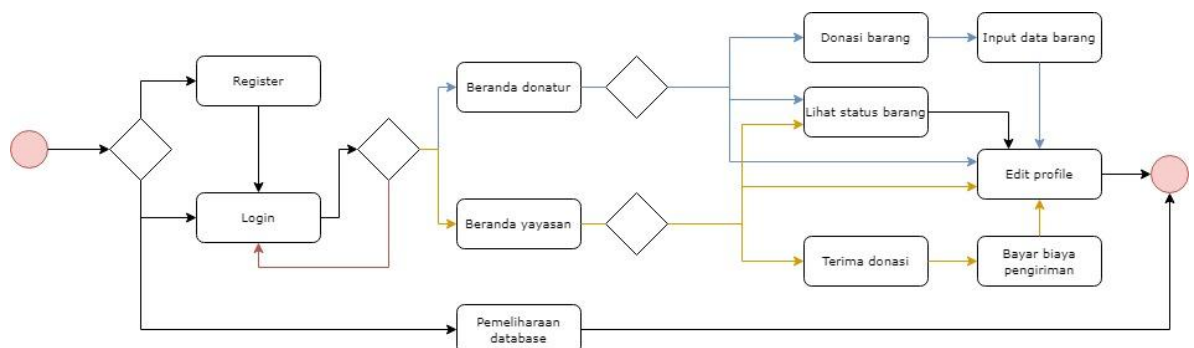 Register
Login
Beranda donatur
Beranda yayasan
Donasi barang
Input data barang
Lihat status barang
Edit profile
Terima donasi
Bayar biaya
pengiriman
Pemeliharaan
database